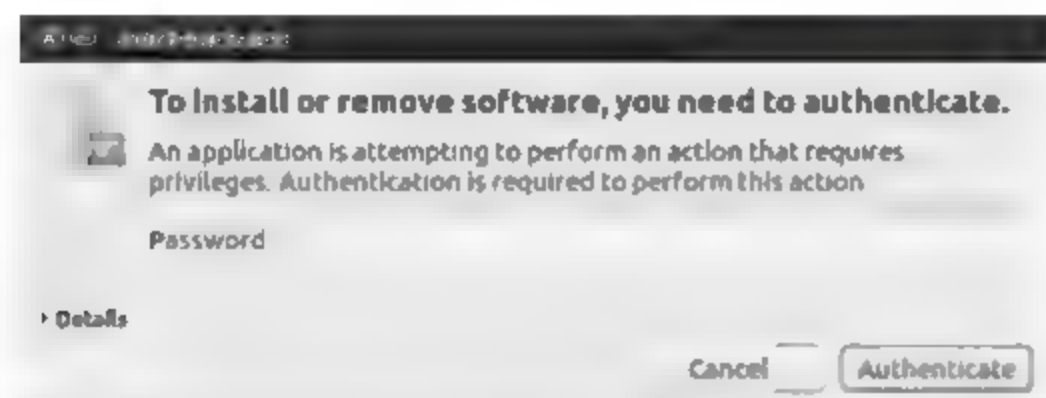 To install or remove software, you need to authenticate.
An application is attempting to perform an action that requires
privileges. Authentication is required to perform this action
Password
Details
Cancel
Authenticate